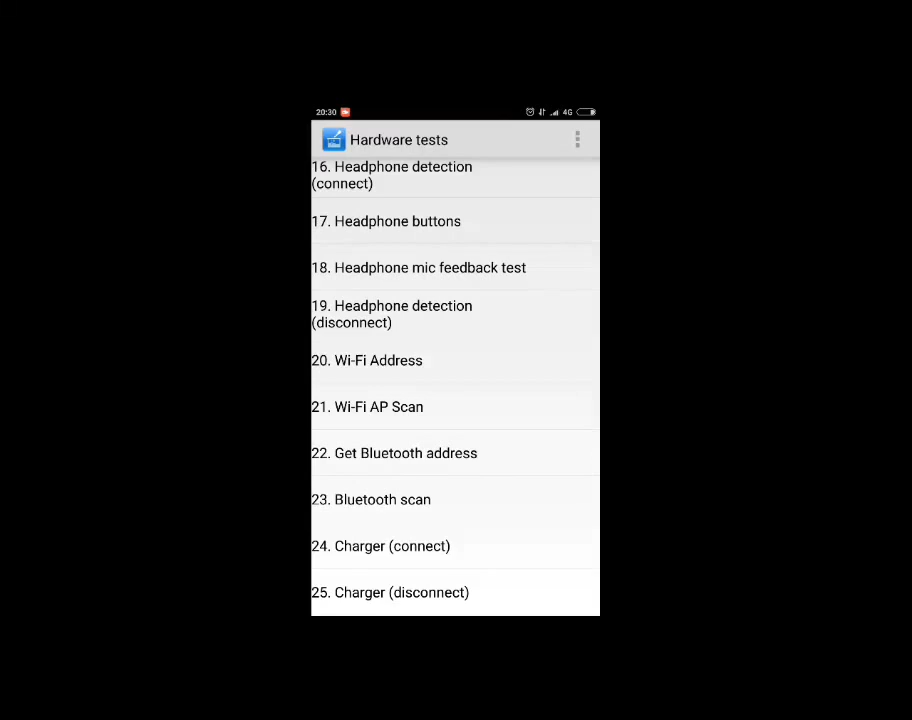 20:30
4G
Hardware tests
16. Headphone detection
(connect)
17. Headphone buttons
18. Headphone mic feedback test
19. Headphone detection
(disconnect)
20. Wi-Fi Address
21. Wi-Fi AP Scan
22. Get Bluetooth address
23. Bluetooth scan
24. Charger (connect)
25. Charger (disconnect)